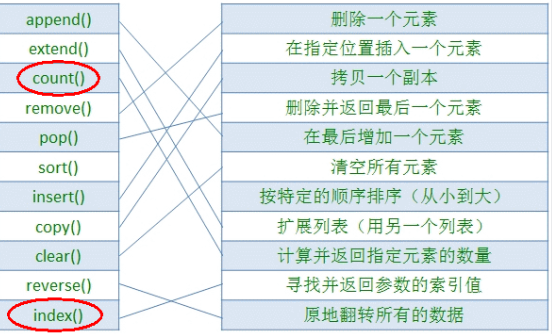 append() 删除一个元素
extend() 在指定位置插入一个元素
count() 拷贝一个副本
remove() 删除并返回最后一个元素
pop() 在最后增加一个元素
sort() 清空所有元素
insert() 按特定的顺序排序（从小到大）
copy() 扩展列表（用另一个列表）
clear() 计算并返回指定元素的数量
reverse() 寻找并返回参数的索引值
index() 原地翻转所有的数据